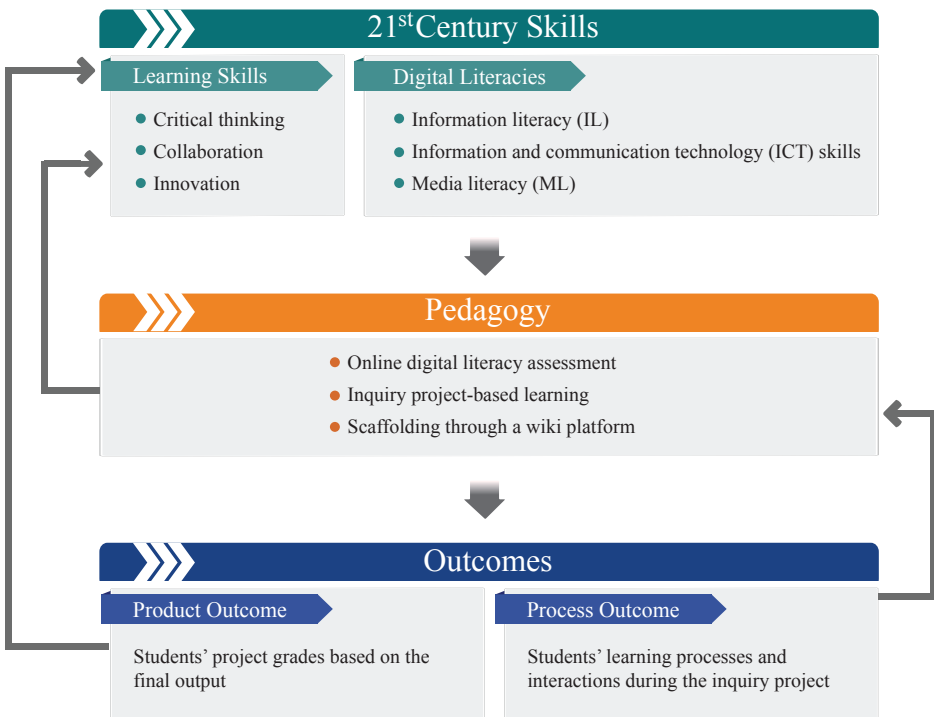 21stCentury Skills
Learning Skills
Critical thinking
Collaboration
Innovation
Digital Literacies
Information literacy (IL)
Information and communication technology (ICT) skills
Media literacy (ML)
Pedagogy
Online digital literacy assessment
Inquiry project-based learning
Scaffolding through a wiki platform
Outcomes
Product Outcome
Students’ project grades based on the
final output
Process Outcome
Students’ learning processes and
interactions during the inquiry project